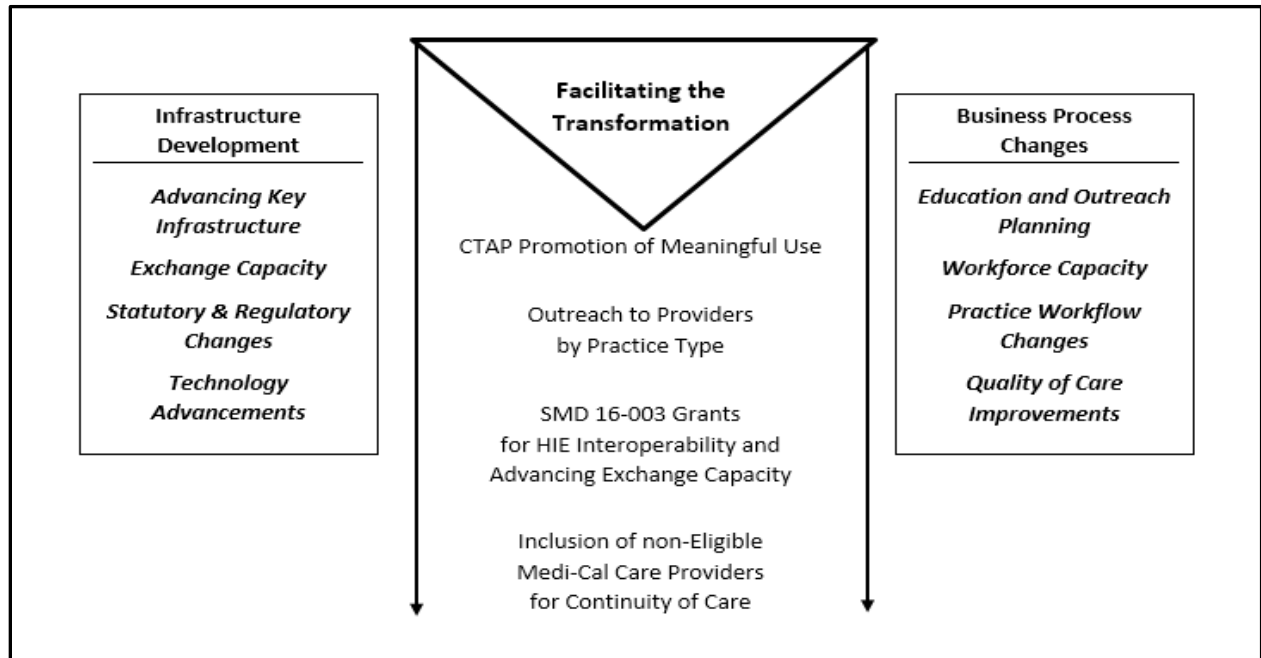 Infrastructure
Development
Advancing Key
Infrastructure
Exchange Capacity
Statutory & Regulatory
Changes
Technology
Advancements
Facilitating the
Transformation
CTAP Promotion of Meaningful Use
Outreach to Providers
by Practice Type
SMD 16-003 Grants
for HIE Interoperability and
Advancing Exchange Capacity
Inclusion of non-Eligible
Medi-Cal Care Providers
for Continuity of Care
Business Process
Changes
Education and Outreach
Planning
Workforce Capacity
Practice Workflow
Changes
Quality of Care
Improvements